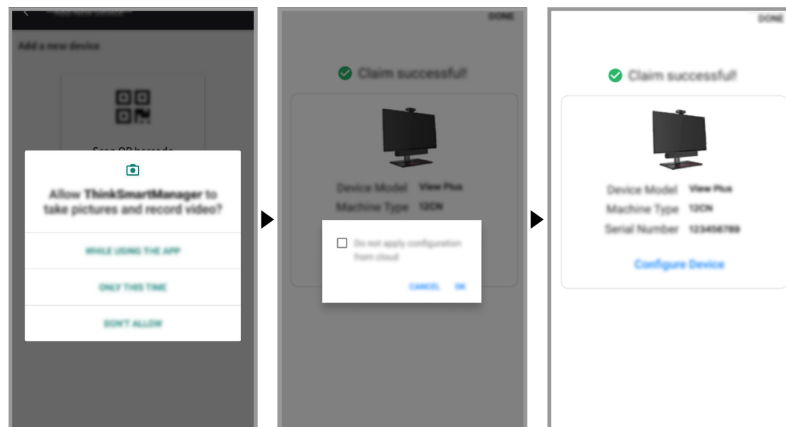 Add a new device
Allow ThinkSmartManager to
take pictures and record video?
WHILE USING THE APP
ONLY THIS TIME
DON'T ALLOW
DONE
Claim successful!
Device Model View Plus
Machine Type 12CN
Do not apply configuration
from cloud
CANCEL OK
DONE
Claim successful!
Device Model View Plus
Machine Type 12CN
Serial Number 123456789
Configure Device